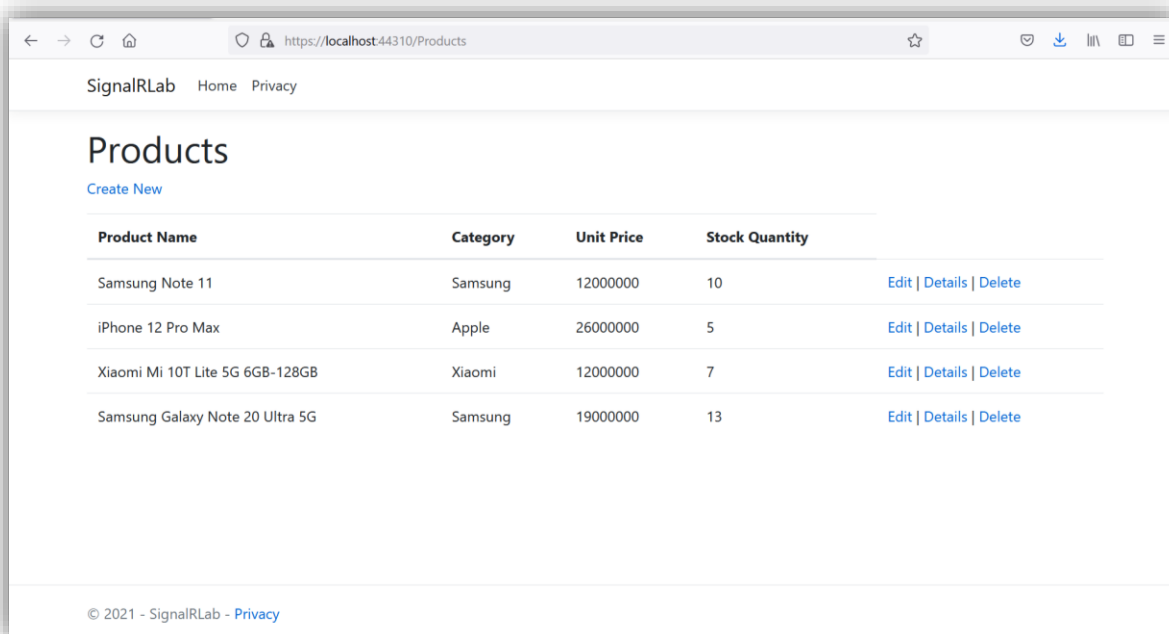 https://localhost:44310/Products
SignalRLab Home Privacy
Products
Create New
Product Name Category Unit Price Stock Quantity
Samsung Note 11 Samsung 12000000 10 Edit | Details | Delete
iPhone 12 Pro Max Apple 26000000 5 Edit | Details | Delete
Xiaomi Mi 10T Lite 5G 6GB-128GB Xiaomi 12000000 7 Edit | Details | Delete
Samsung Galaxy Note 20 Ultra 5G Samsung 19000000 13 Edit | Details | Delete
© 2021 - SignalRLab - Privacy